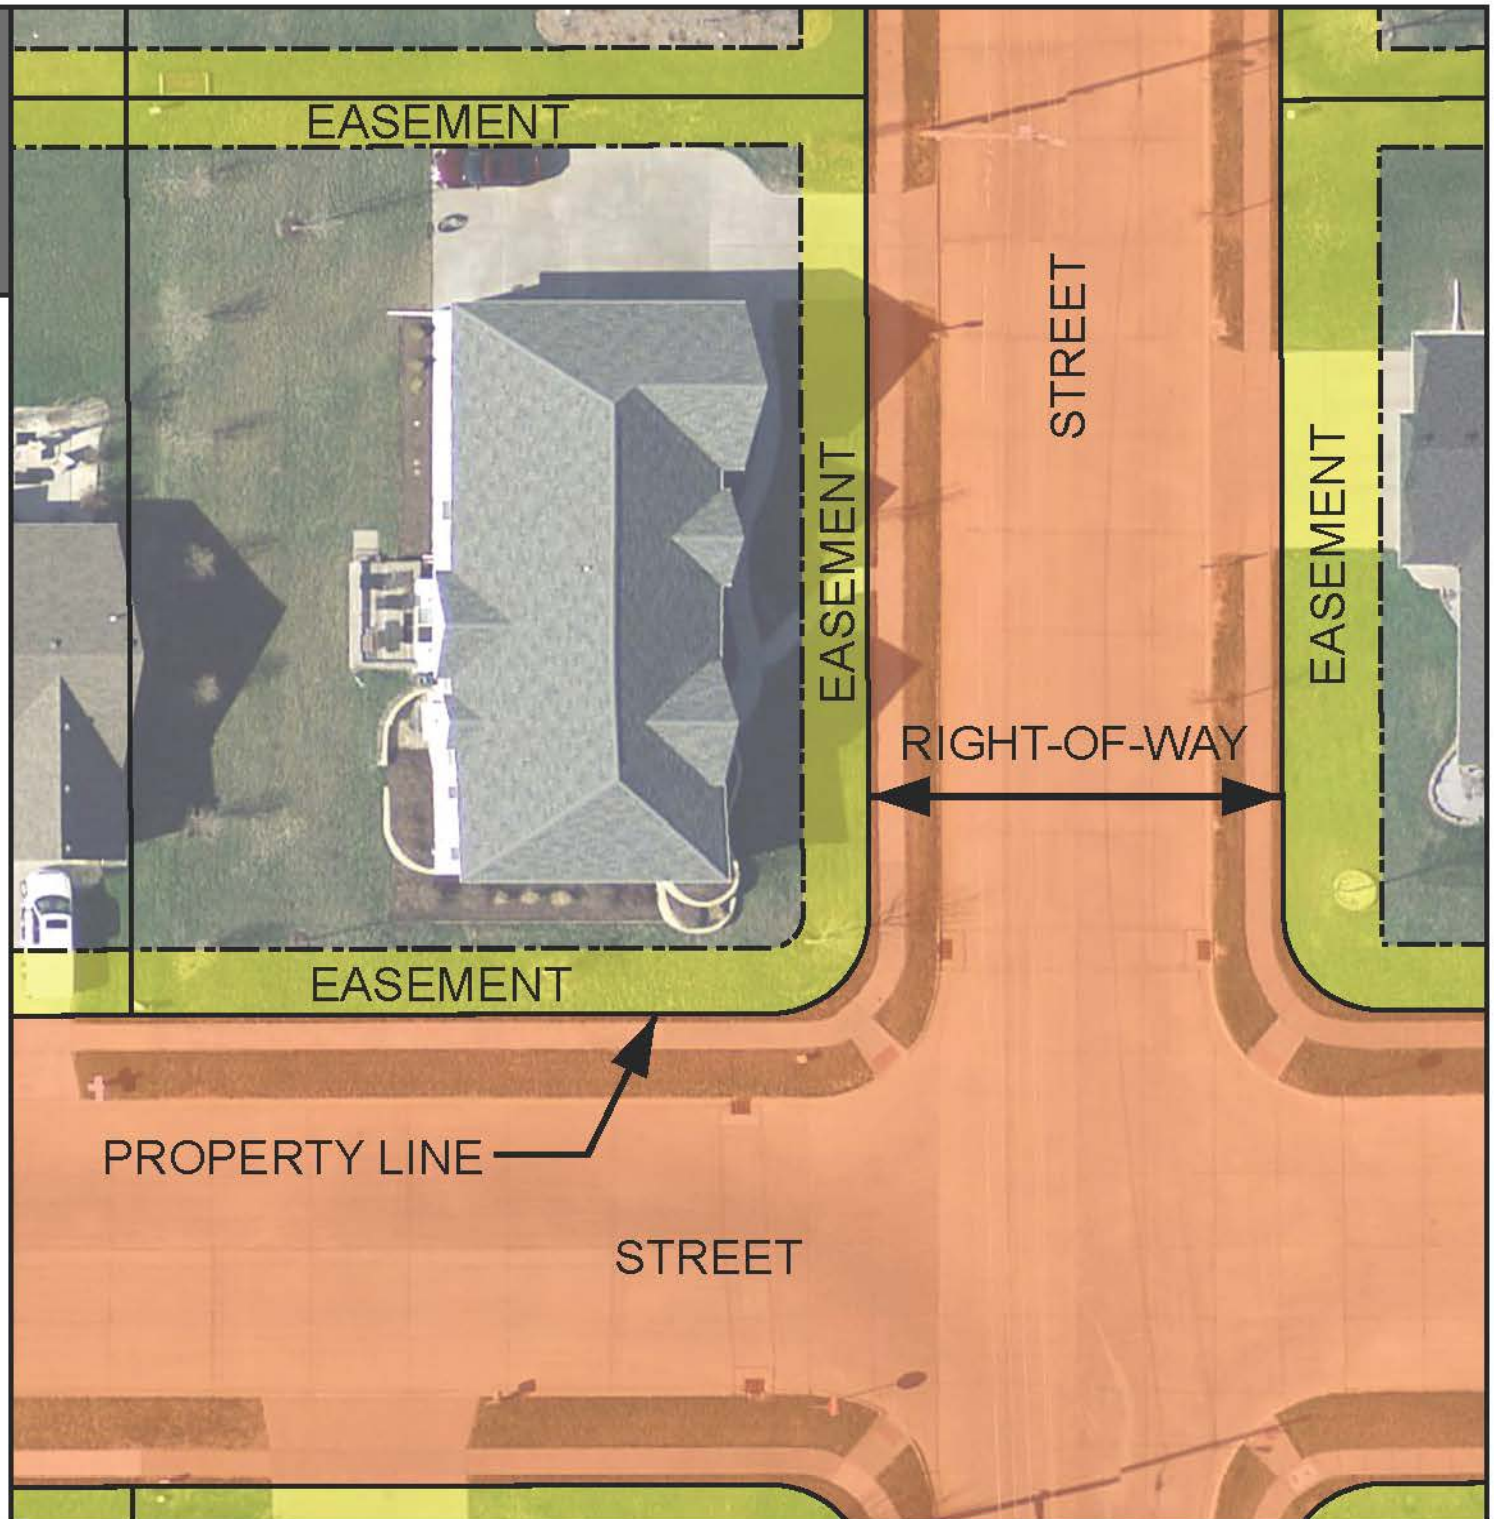 EASEMENT
STREET
EASEMENT
EASEMENT
RIGHT-OF-WAY
EASEMENT
PROPERTY LINE
STREET